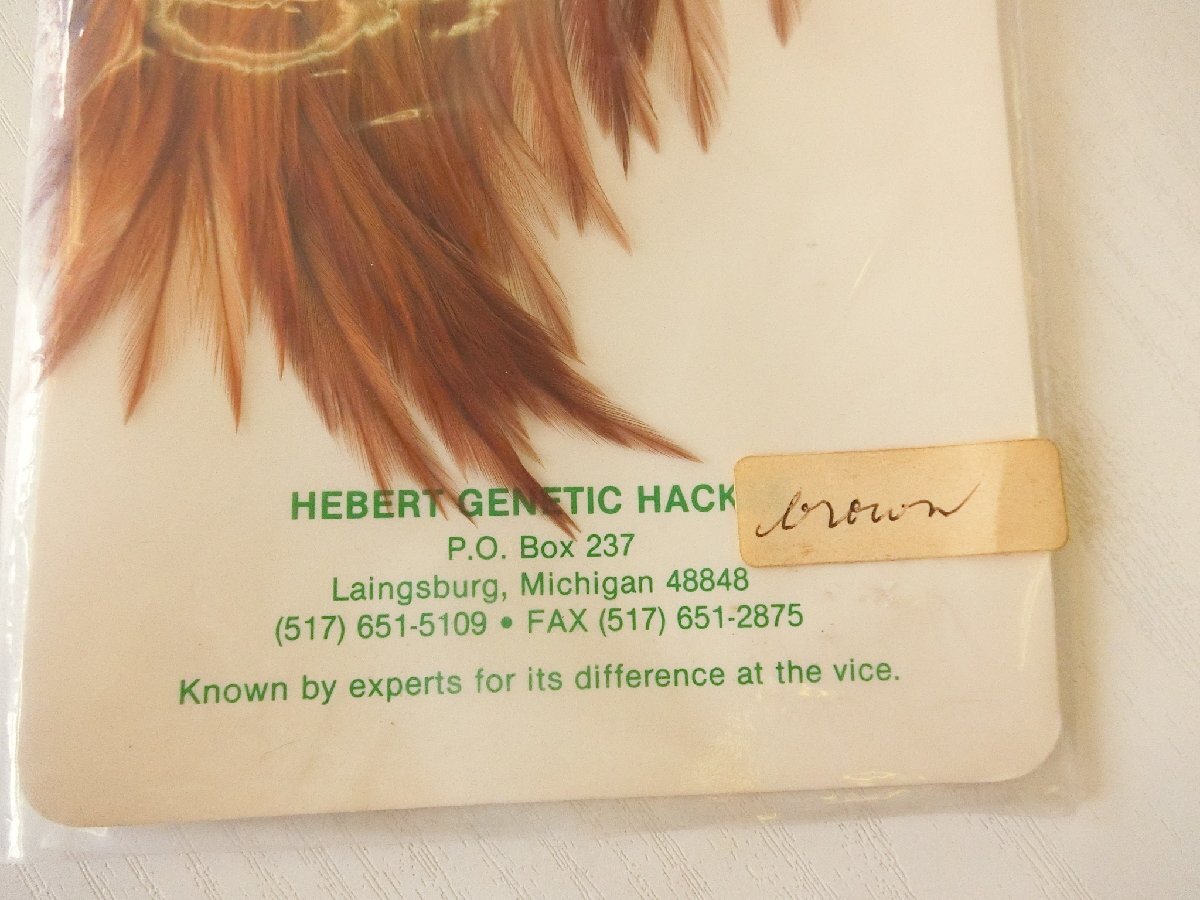 HEBERT GENETIC HACK
brown
P.O. Box 237
Laingsburg, Michigan 48848
(517) 651-5109 • FAX (517) 651-2875
Known by experts for its difference at the vice.